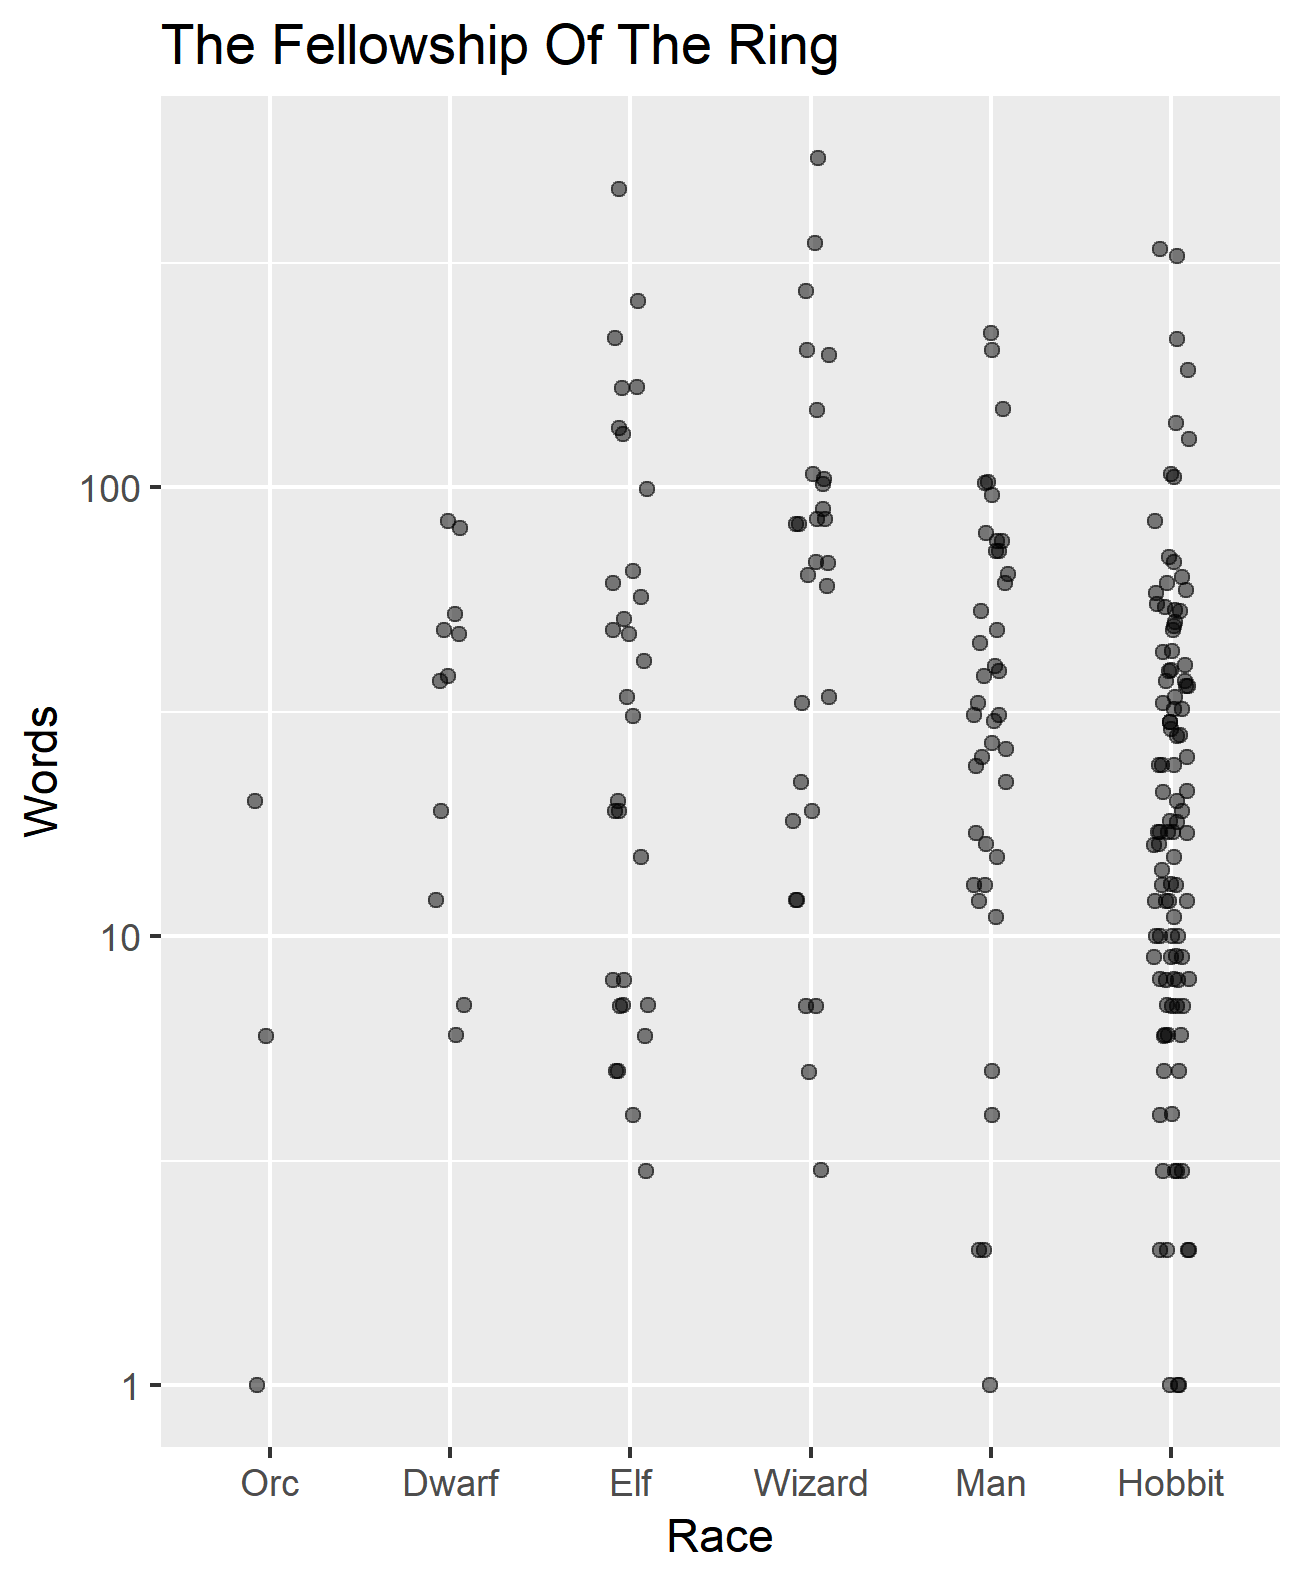 The Fellowship Of The Ring
Words
100
10
1
Orc Dwarf Elf Wizard Man Hobbit
Race